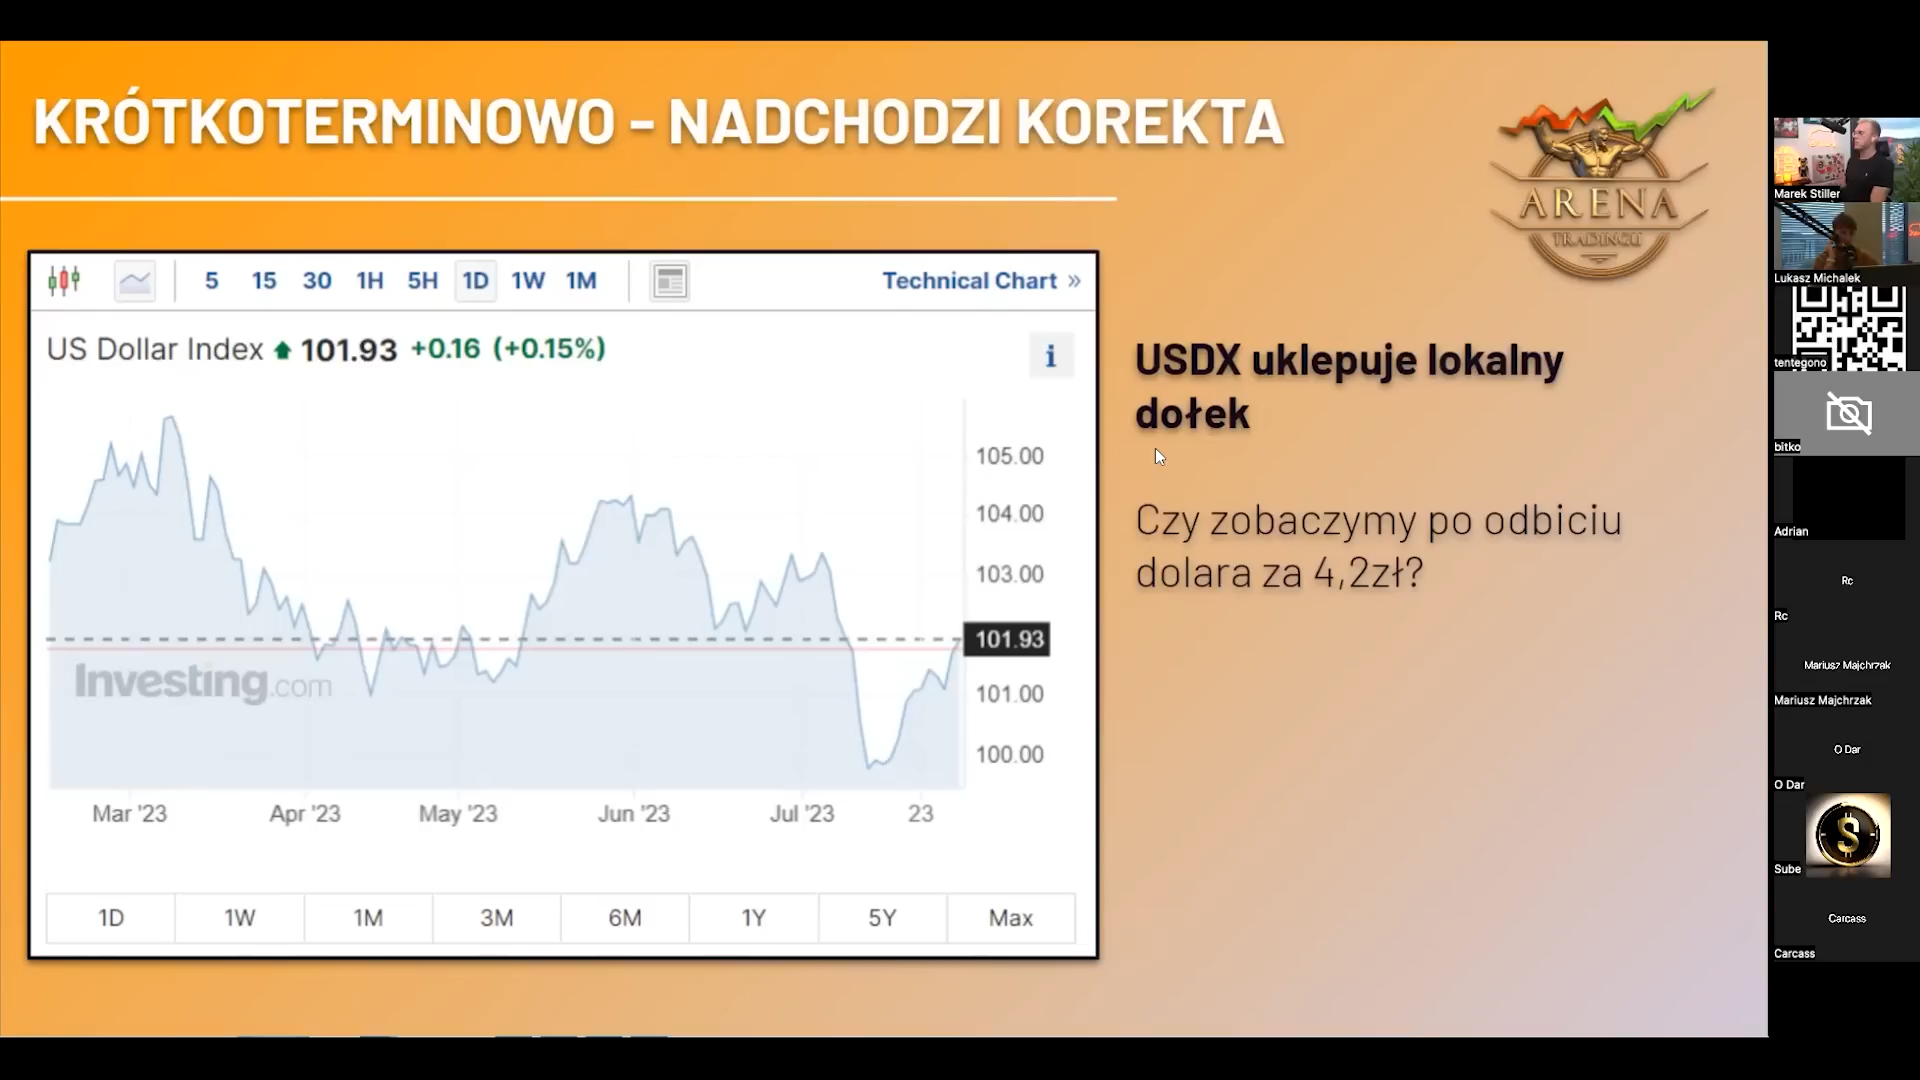 KRÓTKOTERMINOWO - NADCHODZI KOREKTA
ARENA
TRADINGU
5 15 30 1H 5H 1D 1W 1M
Technical Chart »
US Dollar Index 101.93 +0.16 (+0.15%)
i
105.00
104.00
103.00
101.93
101.00
100.00
Investing.com
Mar '23 Apr '23 May '23 Jun '23 Jul '23 23
1D 1W 1M 3M 6M 1Y 5Y Max
USDX uklepuje lokalny
dołek
Czy zobaczymy po odbiciu
dolara za 4,2zł?
Marek Stiller
Lukasz Michalek
tentegono
bitko
Adrian
Rc
Rc
Mariusz Majchrzak
Mariusz Majchrzak
O Dar
O Dar
Sube
Carcass
Carcass